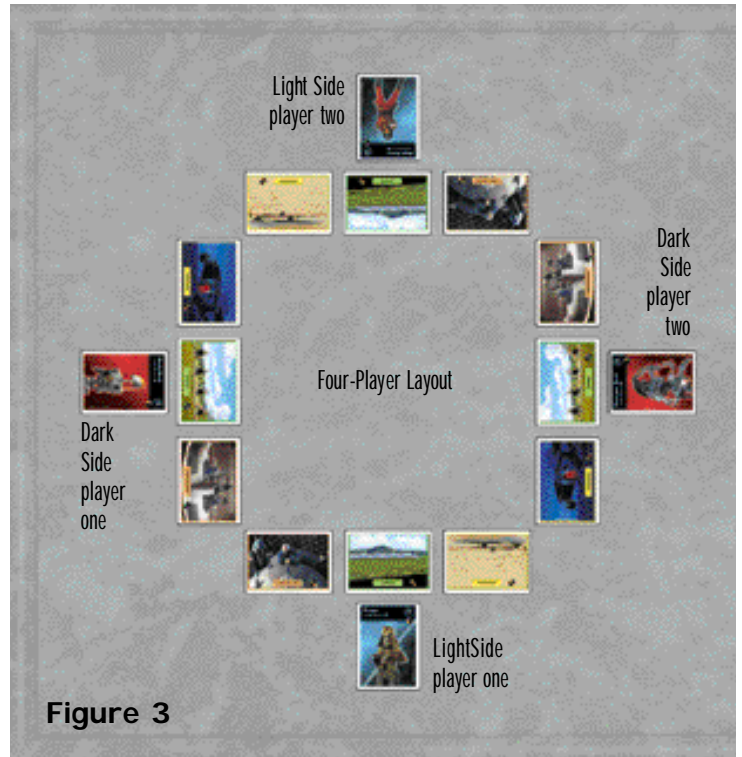 Light Side
player two
Dark
Side
player
two
Four-Player Layout
Dark
Side
player
one
LightSide
player one
Figure 3